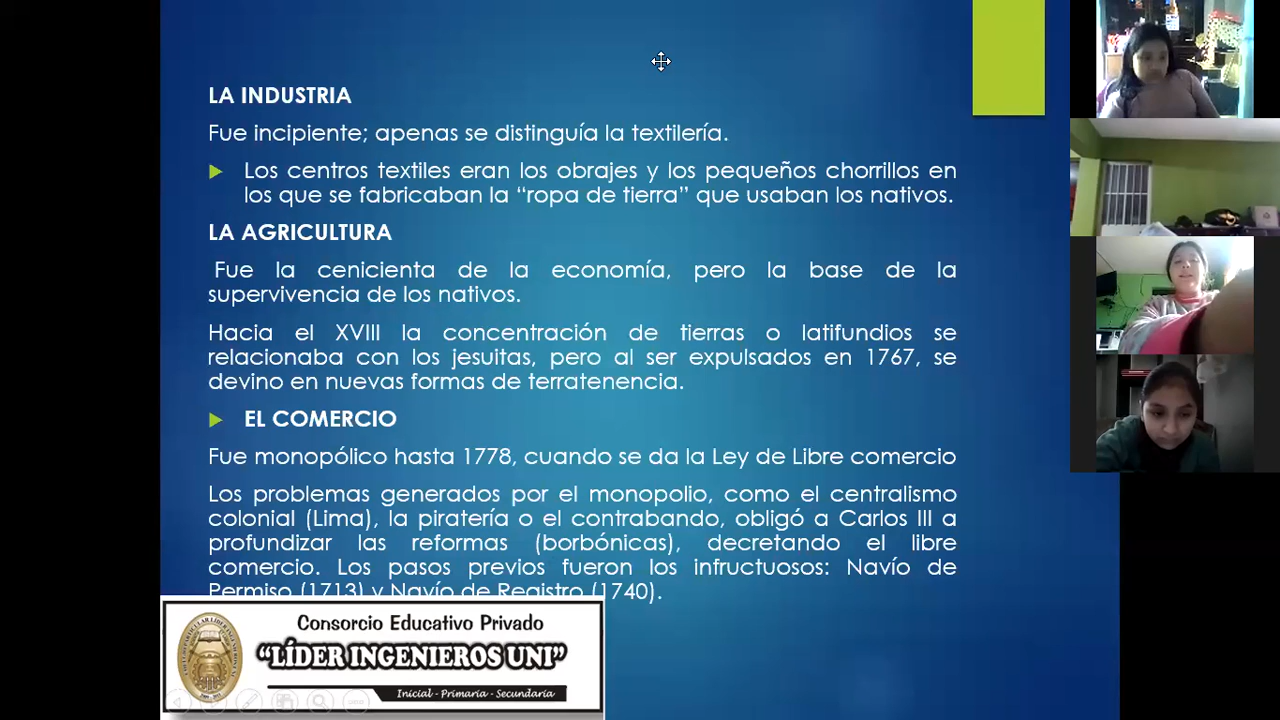 LA INDUSTRIA
Fue incipiente; apenas se distinguía la textilería.
Los centros textiles eran los obrajes y los pequeños chorrillos en
los que se fabricaban la “ropa de tierra” que usaban los nativos.
LA AGRICULTURA
Fue la cenicienta de la economía, pero la base de la
supervivencia de los nativos.
Hacia el XVIII la concentración de tierras o latifundios se
relacionaba con los jesuitas, pero al ser expulsados en 1767, se
devino en nuevas formas de terratenencia.
EL COMERCIO
Fue monopólico hasta 1778, cuando se da la Ley de Libre comercio
Los problemas generados por el monopolio, como el centralismo
colonial (Lima), la piratería o el contrabando, obligó a Carlos III a
profundizar las reformas (borbónicas), decretando el libre
comercio. Los pasos previos fueron los infructuosos: Navío de
Permiso (1713) y Navío de Registro (1740).
Consorcio Educativo Privado
“LÍDER INGENIEROS UNI”
Inicial - Primaria - Secundaria